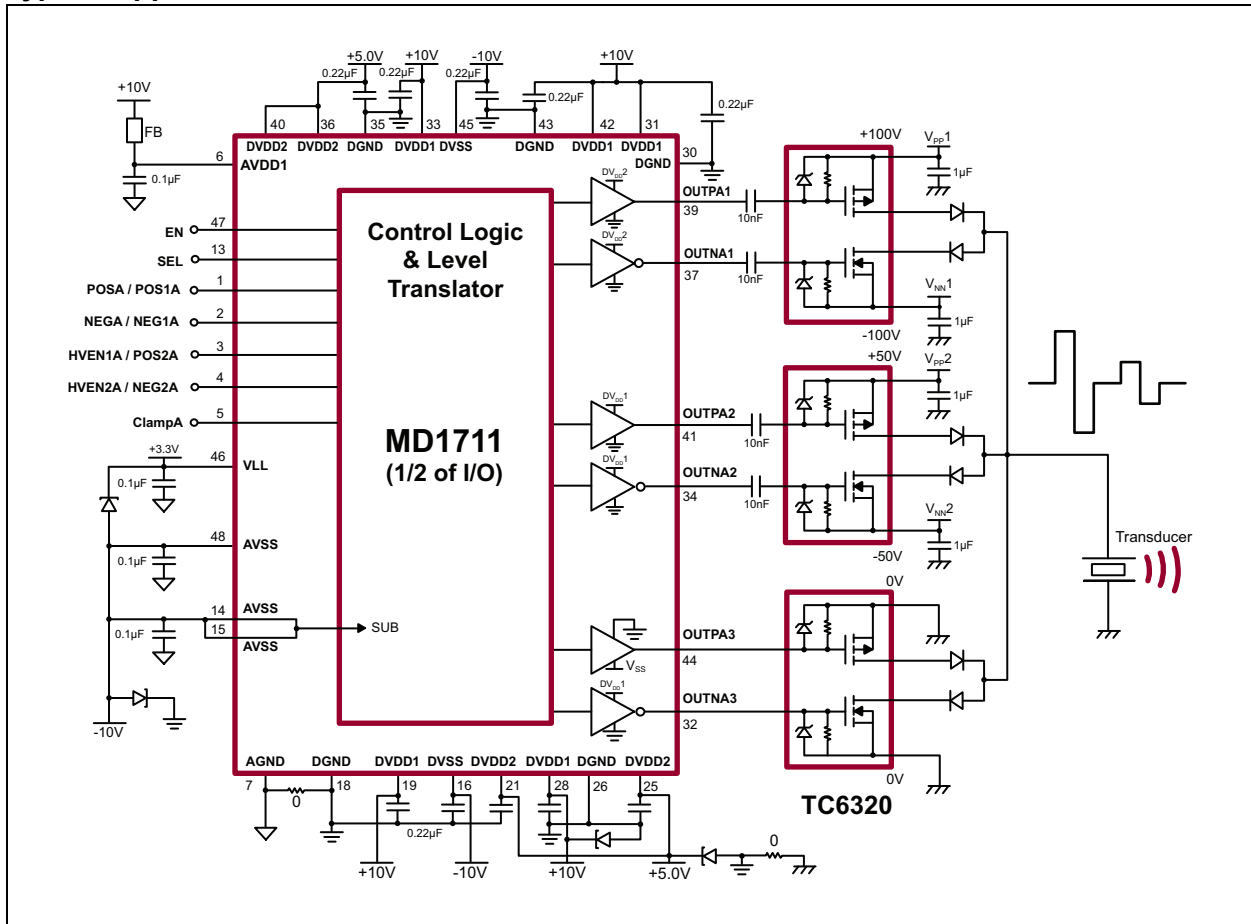 +10V
FB
6
AVDD1
0.1µF
+5.0V
0.22µF
+10V
0.22µF
-10V
0.22µF
+10V
0.22µF
0.22µF
40
36
35
33
45
43
42
31
30
DVDD2
DVDD2
DGND
DVDD1
DVSS
DGND
DVDD1
DVDD1
DGND
EN
47
SEL
13
POSA / POS1A
1
NEGA / NEG1A
2
HVEN1A / POS2A
3
HVEN2A / NEG2A
4
ClampA
5
+3.3V
46
VLL
0.1µF
48
AVSS
0.1µF
14
AVSS
15
AVSS
0.1µF
SUB
-10V
Control Logic
& Level
Translator
MD1711
(1/2 of I/O)
DVDD2
OUTPA1
39
10nF
DVDD2
OUTNA1
37
10nF
DVDD1
OUTPA2
41
10nF
DVDD1
OUTNA2
34
10nF
VSS
OUTPA3
44
DVDD1
OUTNA3
32
+100V
VPP1
1µF
VNN1
1µF
-100V
+50V
VPP2
1µF
VNN2
1µF
-50V
0V
0V
TC6320
Transducer
AGND
DGND
DVDD1
DVSS
DVDD2
DVDD1
DGND
DVDD2
7
18
19
16
21
28
26
25
0
0.22µF
+10V
-10V
+10V
+5.0V
0